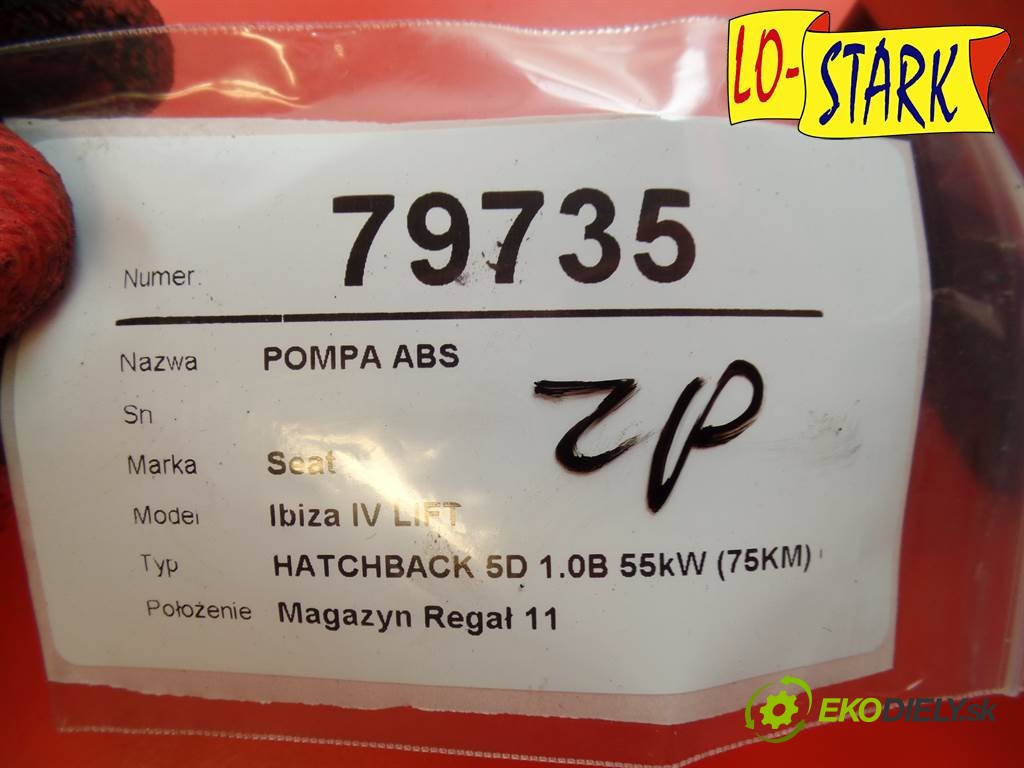 LO-STARK
79735
Numer:
Nazwa POMPA ABS
ZP
Sn
Marka Seat
Model Ibiza IV LIFT
Typ HATCHBACK 5D 1.0B 55kW (75KM)
Położenie Magazyn Regał 11
EKODIELY.sk